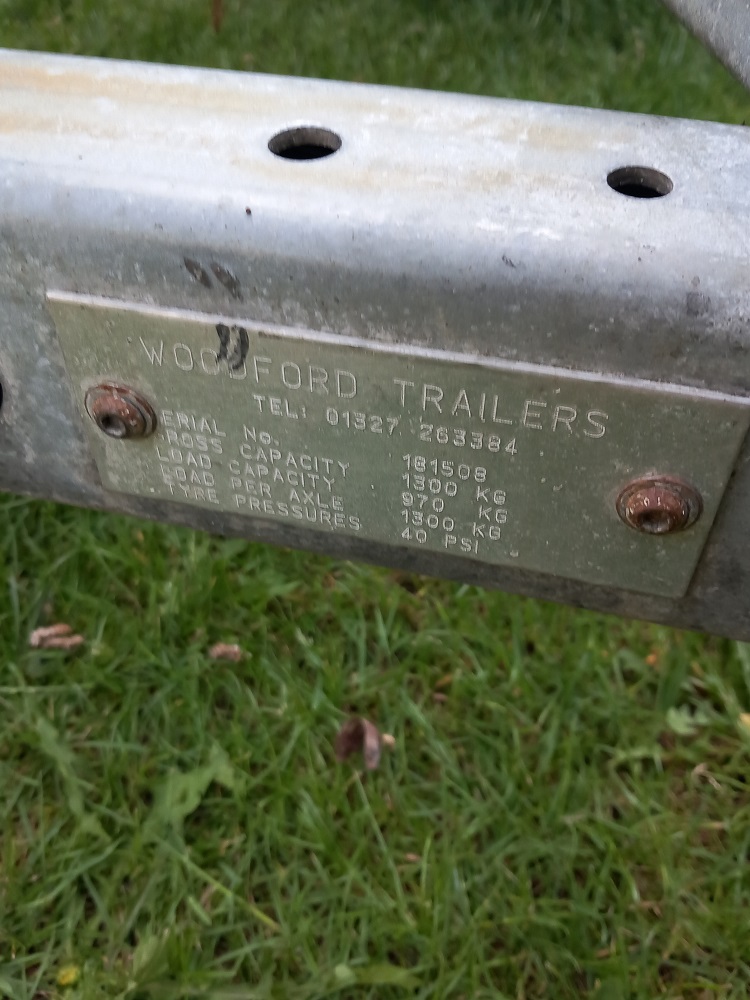 WOODFORD TRAILERS
TEL: 01327 263384
ERIAL No. 181508
ROSS CAPACITY 1300 KG
LOAD CAPACITY 970 KG
LOAD PER AXLE 1300 KG
TYRE PRESSURES 40 PSI